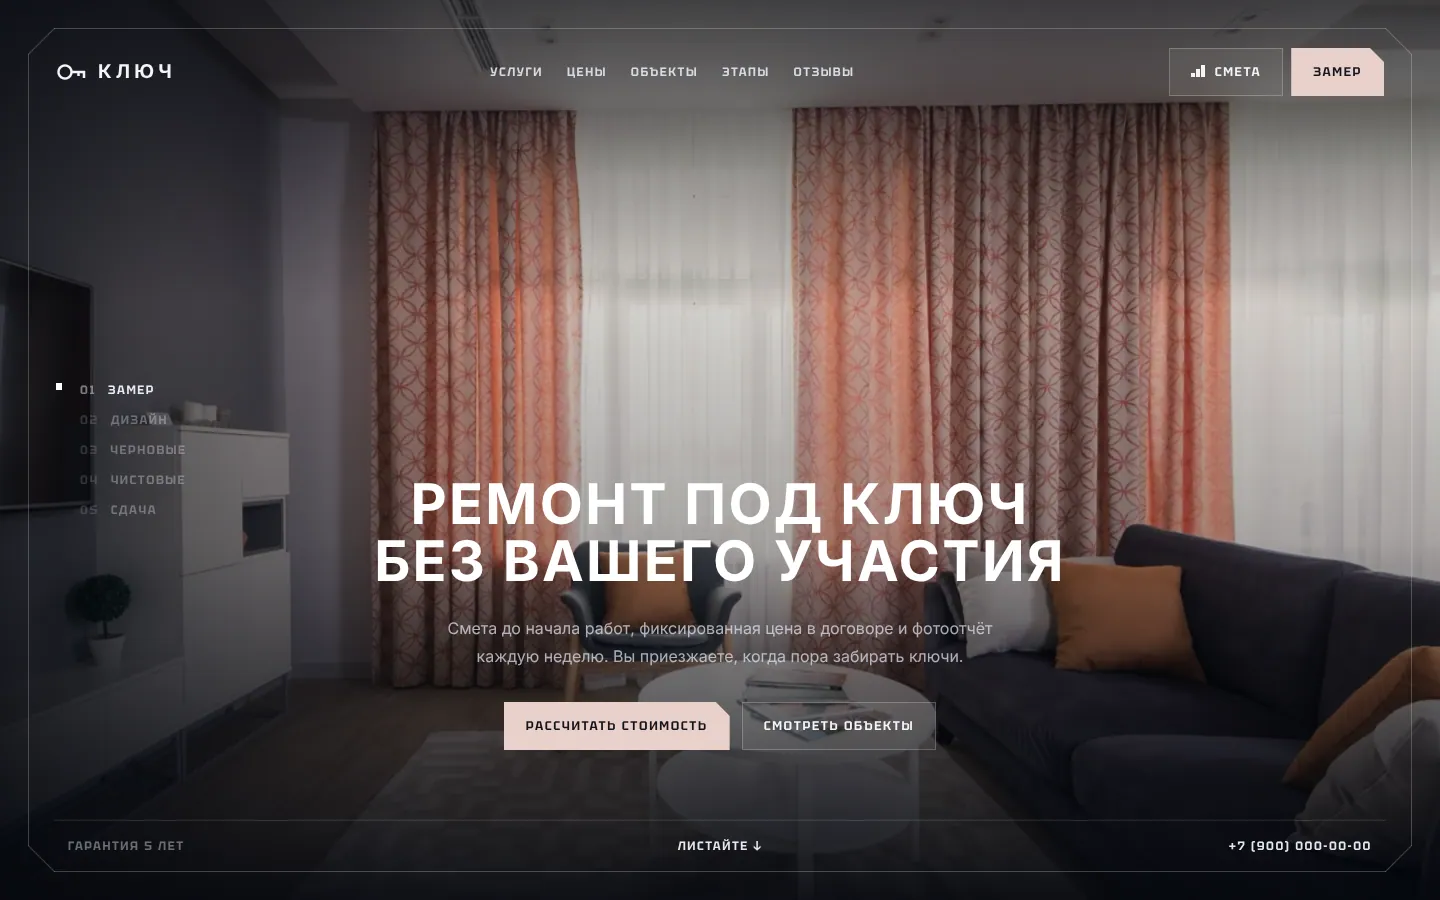 КЛЮЧ
УСЛУГИ ЦЕНЫ ОБЪЕКТЫ ЭТАПЫ ОТЗЫВЫ
СМЕТА
ЗАМЕР
01 ЗАМЕР
02 ДИЗАЙН
03 ЧЕРНОВЫЕ
04 ЧИСТОВЫЕ
05 СДАЧА
РЕМОНТ ПОД КЛЮЧ
БЕЗ ВАШЕГО УЧАСТИЯ
Смета до начала работ, фиксированная цена в договоре и фотоотчёт
каждую неделю. Вы приезжаете, когда пора забирать ключи.
РАССЧИТАТЬ СТОИМОСТЬ
СМОТРЕТЬ ОБЪЕКТЫ
ГАРАНТИЯ 5 ЛЕТ
ЛИСТАЙТЕ ↓
+7 (900) 000-00-00